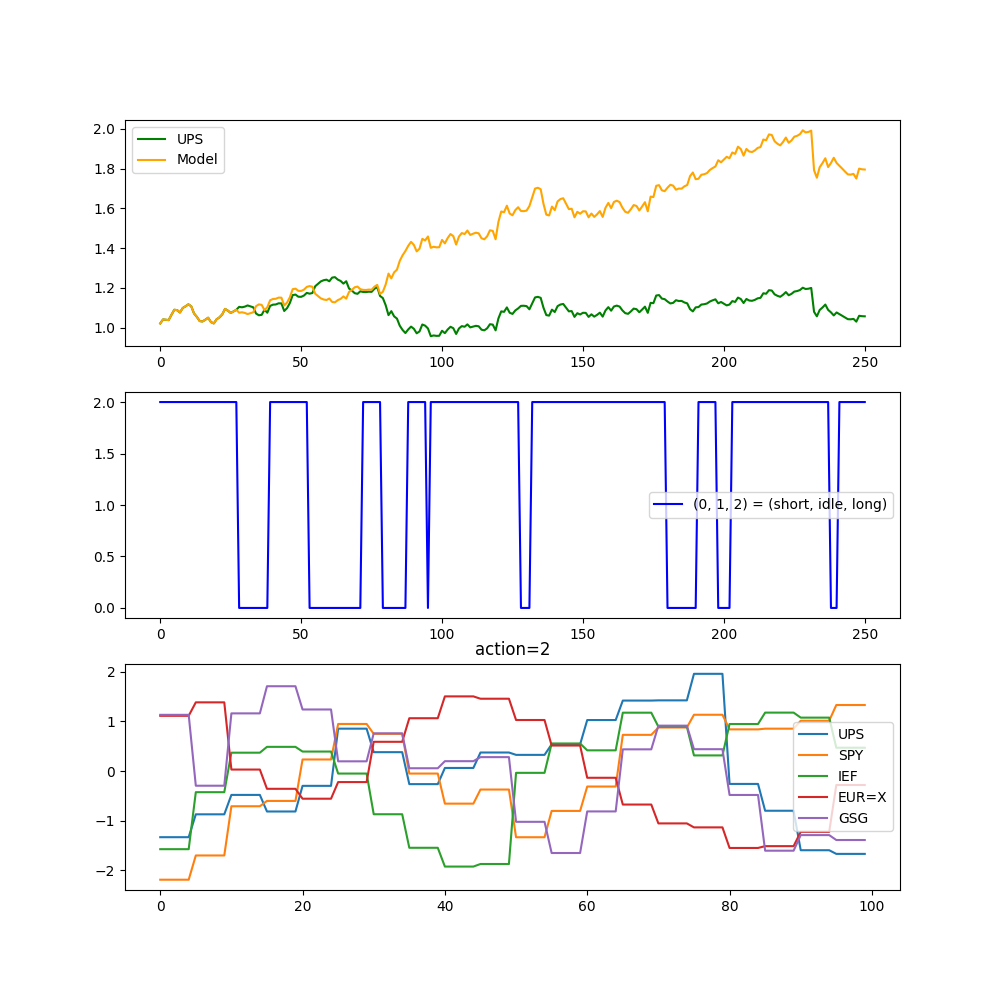 2.0
1.8
1.6
1.4
1.2
1.0
UPS
Model
0 50 100 150 200 250
2.0
1.5
1.0
0.5
0.0
(0, 1, 2) = (short, idle, long)
0 50 100 150 200 250
action=2
2
1
0
−1
−2
UPS
SPY
IEF
EUR=X
GSG
0 20 40 60 80 100